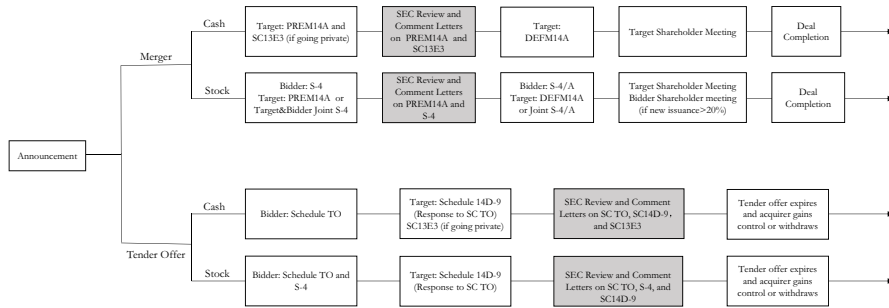 Announcement
Merger
Cash
Target: PREM14A and
SC13E3 (if going private)
SEC Review and
Comment Letters
on PREM14A and
SC13E3
Target:
DEFM14A
Target Shareholder Meeting
Deal
Completion
Stock
Bidder: S-4
Target: PREM14A or
Target&Bidder Joint S-4
SEC Review and
Comment Letters
on PREM14A and
S-4
Bidder: S-4/A
Target: DEFM14A
or Joint S-4/A
Target Shareholder Meeting
Bidder Shareholder meeting
(if new issuance>20%)
Deal
Completion
Tender Offer
Cash
Bidder: Schedule TO
Target: Schedule 14D-9
(Response to SC TO)
SC13E3 (if going private)
SEC Review and Comment
Letters on SC TO, SC14D-9,
and SC13E3
Tender offer expires
and acquirer gains
control or withdraws
Stock
Bidder: Schedule TO and
S-4
Target: Schedule 14D-9
(Response to SC TO)
SEC Review and Comment
Letters on SC TO, S-4, and
SC14D-9
Tender offer expires
and acquirer gains
control or withdraws